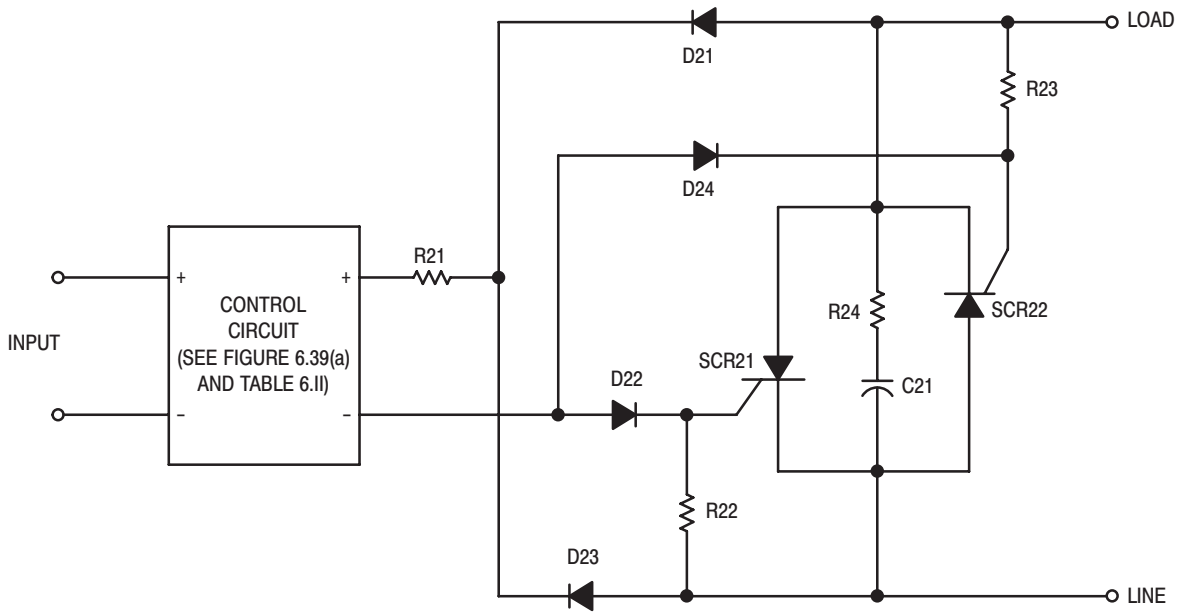 LOAD
D21
R23
D24
R21
+
+
CONTROL
CIRCUIT
(SEE FIGURE 6.39(a)
AND TABLE 6.II)
INPUT
R24
SCR22
SCR21
C21
D22
−
−
R22
D23
LINE